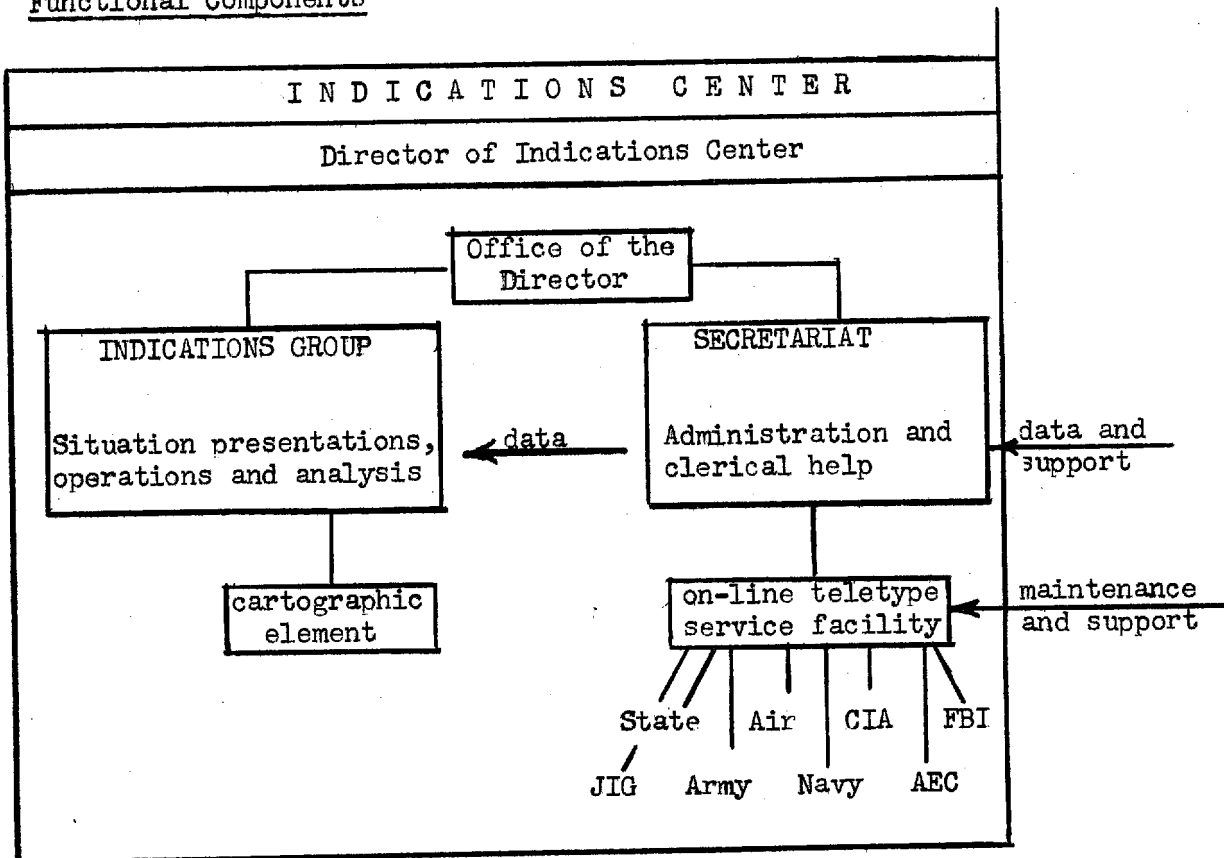 Functional Components
I N D I C A T I O N S   C E N T E R
Director of Indications Center
Office of the
Director
INDICATIONS GROUP
Situation presentations,
operations and analysis
data
SECRETARIAT
Administration and
clerical help
data and
support
cartographic
element
on-line teletype
service facility
maintenance
and support
State Air CIA FBI
JIG Army Navy AEC